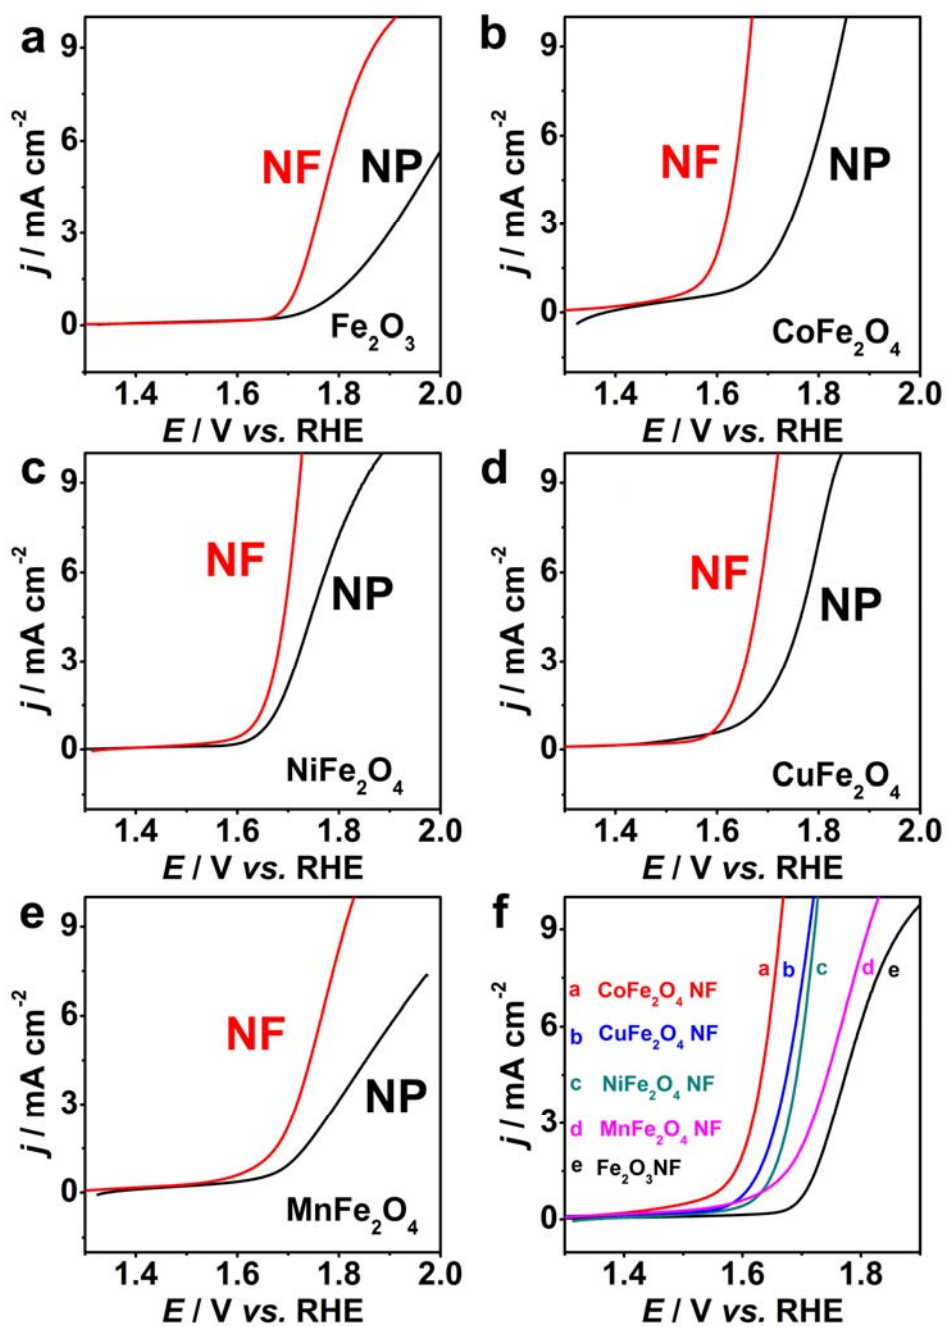 a
9
6
3
0
j / mA cm⁻²
NF
NP
Fe₂O₃
1.4 1.6 1.8 2.0
E / V vs. RHE
b
9
6
3
0
j / mA cm⁻²
NF
NP
CoFe₂O₄
1.4 1.6 1.8 2.0
E / V vs. RHE
c
9
6
3
0
j / mA cm⁻²
NF
NP
NiFe₂O₄
1.4 1.6 1.8 2.0
E / V vs. RHE
d
9
6
3
0
j / mA cm⁻²
NF
NP
CuFe₂O₄
1.4 1.6 1.8 2.0
E / V vs. RHE
e
9
6
3
0
j / mA cm⁻²
NF
NP
MnFe₂O₄
1.4 1.6 1.8 2.0
E / V vs. RHE
f
9
6
3
0
j / mA cm⁻²
a b c d e
a CoFe₂O₄ NF
b CuFe₂O₄ NF
c NiFe₂O₄ NF
d MnFe₂O₄ NF
e Fe₂O₃NF
1.4 1.6 1.8
E / V vs. RHE